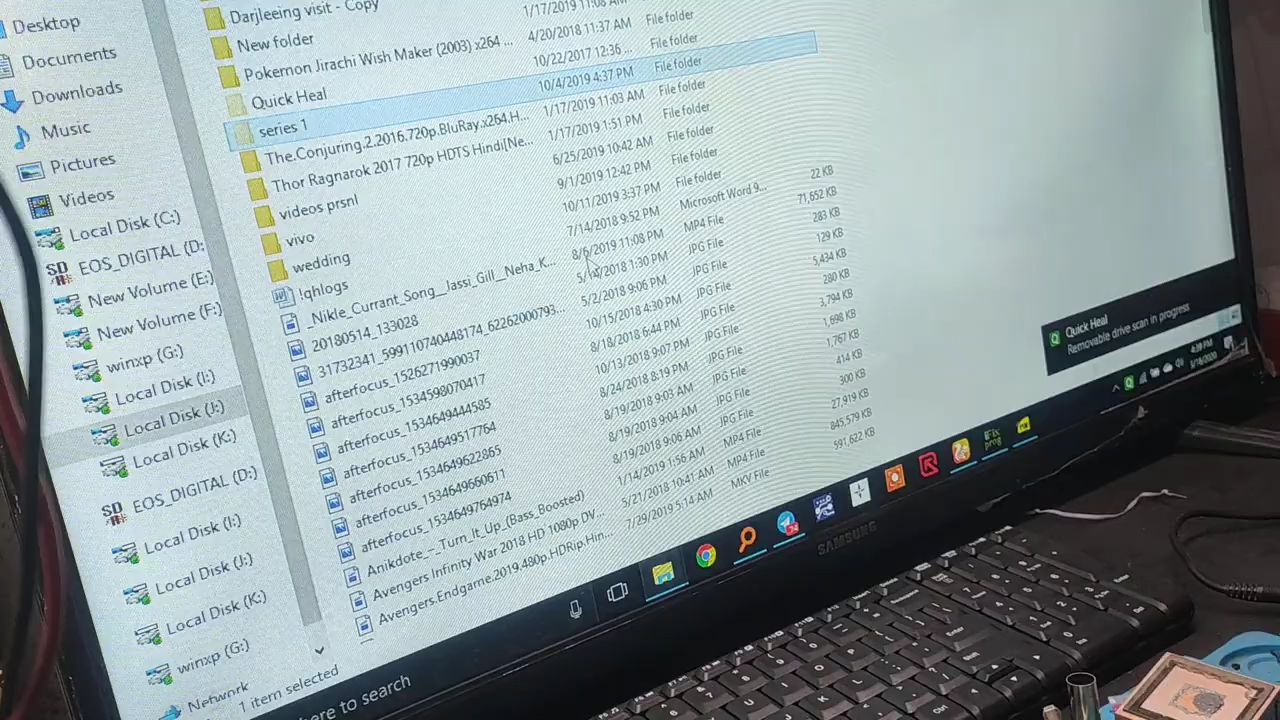 Desktop
Documents
Downloads
Music
Pictures
Videos
Local Disk (C:)
EOS_DIGITAL (D:
New Volume (E:)
New Volume (F:)
winxp (G:)
Local Disk (I:)
Local Disk (J:)
Local Disk (K:)
EOS_DIGITAL (D:)
Local Disk (I:)
Local Disk (J:)
Local Disk (K:)
winxp (G:)
Network
1 item selected
Darjleeing visit - Copy
New folder
Pokemon Jirachi Wish Maker (2003) x264 ...
Quick Heal
series 1
The.Conjuring.2.2016.720p.BluRay.x264.H...
Thor Ragnarok 2017 720p HDTS Hindi[Ne...
videos prsnl
vivo
wedding
!qhlogs
_Nikle_Currant_Song__Jassi_Gill_Neha_K...
20180514_133028
31732341_599110740448174_62262000793...
afterfocus_1526271990037
afterfocus_1534598070417
afterfocus_1534649444585
afterfocus_1534649517764
afterfocus_1534649622865
afterfocus_1534649660611
afterfocus_1534649764974
Anikdote_-_Turn_It_Up_(Bass_Boosted)
Avengers Infinity War 2018 HD 1080p DV...
Avengers.Endgame.2019.480p.HDRip.Hin...
1/17/2019 11:08 AM
4/20/2018 11:37 AM File folder
10/22/2017 12:36 ... File folder
10/4/2019 4:37 PM File folder
1/17/2019 11:03 AM File folder
1/17/2019 1:51 PM File folder
6/25/2019 10:42 AM File folder
9/1/2019 12:42 PM File folder
10/11/2019 3:37 PM File folder
7/14/2018 9:52 PM Microsoft Word 9... 22 KB
8/6/2019 11:08 PM MP4 File 71,652 KB
5/14/2018 1:30 PM JPG File 283 KB
5/2/2018 9:06 PM JPG File 129 KB
10/15/2018 4:30 PM JPG File 5,434 KB
8/18/2018 6:44 PM JPG File 280 KB
10/13/2018 9:07 PM JPG File 3,794 KB
8/24/2018 8:19 PM JPG File 1,698 KB
8/19/2018 9:03 AM JPG File 1,767 KB
8/19/2018 9:04 AM JPG File 414 KB
8/19/2018 9:06 AM JPG File 300 KB
1/14/2019 1:56 AM MP4 File 27,919 KB
5/21/2018 10:41 AM MP4 File 845,579 KB
7/29/2019 5:14 AM MKV File 591,622 KB
Quick Heal
Removable drive scan in progress
here to search
SAMSUNG